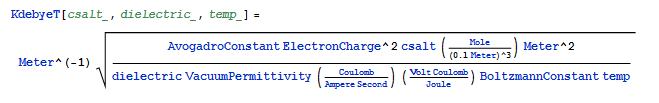 KdebyeT[csalt_, dielectric_, temp_] =
Meter^(-1) √((AvogadroConstant ElectronCharge^2 csalt (Mole/(0.1 Meter)^3) Meter^2)/(dielectric VacuumPermittivity (Coulomb/Ampere Second) (Volt Coulomb/Joule) BoltzmannConstant temp))